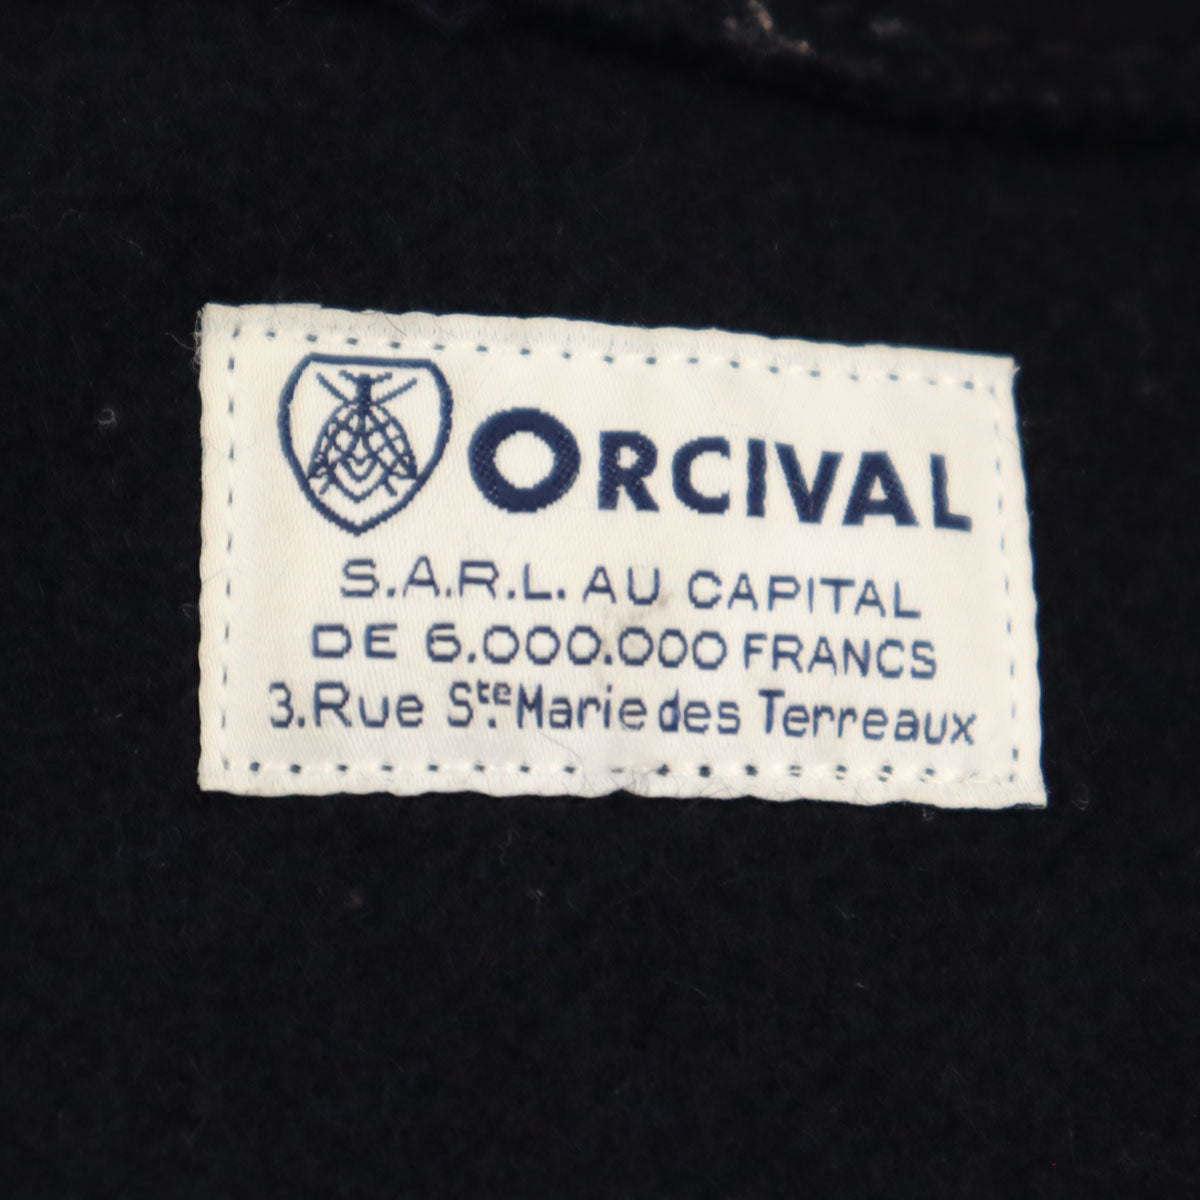 ORCIVAL
S.A.R.L. AU CAPITAL
DE 6.000.000 FRANCS
3.Rue Ste. Marie des Terreaux